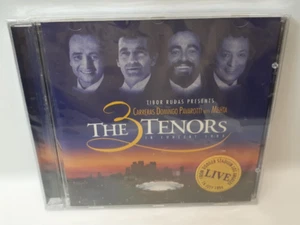 TIBOR RUDAS PRESENTS
CARRERAS DOMINGO PAVAROTTI WITH MEHTA
THE 3 TENORS
IN CONCERT 1994
LIVE